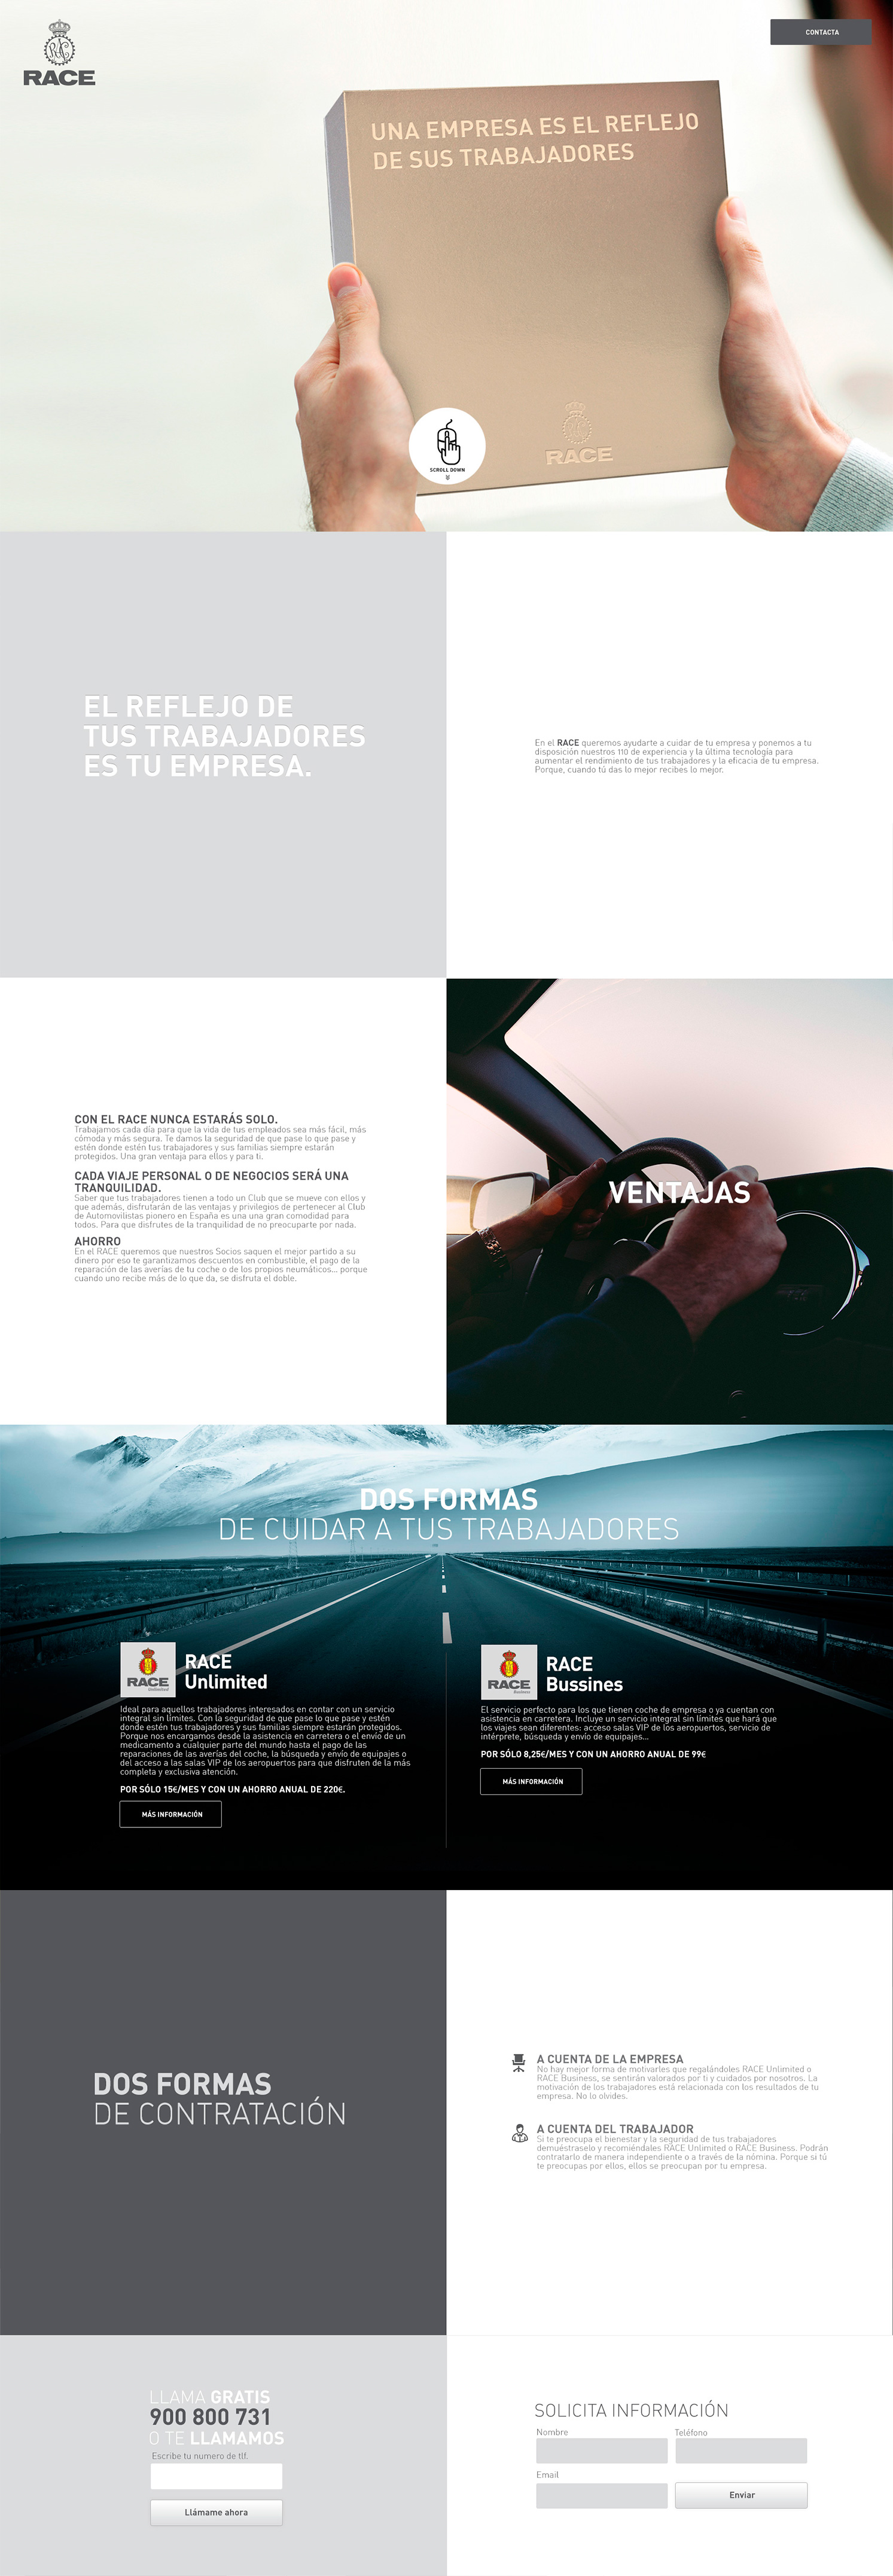 RACE
CONTACTA
UNA EMPRESA ES EL REFLEJO
DE SUS TRABAJADORES
RACE
SCROLL DOWN
EL REFLEJO DE
TUS TRABAJADORES
ES TU EMPRESA.
En el RACE queremos ayudarte a cuidar de tu empresa y ponemos a tu
disposición nuestros 110 de experiencia y la última tecnología para
aumentar el rendimiento de tus trabajadores y la eficacia de tu empresa.
Porque, cuando tú das lo mejor recibes lo mejor.
CON EL RACE NUNCA ESTARÁS SOLO.
Trabajamos cada día para que la vida de tus empleados sea más fácil, más
cómoda y más segura. Te damos la seguridad de que pase lo que pase y
estén donde estén tus trabajadores y sus familias siempre estarán
protegidos. Una gran ventaja para ellos y para ti.
CADA VIAJE PERSONAL O DE NEGOCIOS SERÁ UNA
TRANQUILIDAD.
Saber que tus trabajadores tienen a todo un Club que se mueve con ellos y
que además, disfrutarán de las ventajas y privilegios de pertenecer al Club
de Automovilistas pionero en España es una una gran comodidad para
todos. Para que disfrutes de la tranquilidad de no preocuparte por nada.
AHORRO
En el RACE queremos que nuestros Socios saquen el mejor partido a su
dinero por eso te garantizamos descuentos en combustible, el pago de la
reparación de las averías de tu coche o de los propios neumáticos... porque
cuando uno recibe más de lo que da, se disfruta el doble.
VENTAJAS
DOS FORMAS
DE CUIDAR A TUS TRABAJADORES
RACE
Unlimited
RACE
Unlimited
Ideal para aquellos trabajadores interesados en contar con un servicio
integral sin límites. Con la seguridad de que pase lo que pase y estén
donde estén tus trabajadores y sus familias siempre estarán protegidos.
Porque nos encargamos desde la asistencia en carretera o el envío de un
medicamento a cualquier parte del mundo hasta el pago de las
reparaciones de las averías del coche, la búsqueda y envío de equipajes o
del acceso a las salas VIP de los aeropuertos para que disfruten de la más
completa y exclusiva atención.
POR SÓLO 15€/MES Y CON UN AHORRO ANUAL DE 220€.
MÁS INFORMACIÓN
RACE
Business
RACE
Bussines
El servicio perfecto para los que tienen coche de empresa o ya cuentan con
asistencia en carretera. Incluye un servicio integral sin límites que hará que
los viajes sean diferentes: acceso salas VIP de los aeropuertos, servicio de
intérprete, búsqueda y envío de equipajes...
POR SÓLO 8,25€/MES Y CON UN AHORRO ANUAL DE 99€
MÁS INFORMACIÓN
DOS FORMAS
DE CONTRATACIÓN
A CUENTA DE LA EMPRESA
No hay mejor forma de motivarles que regalándoles RACE Unlimited o
RACE Business, se sentirán valorados por ti y cuidados por nosotros. La
motivación de los trabajadores está relacionada con los resultados de tu
empresa. No lo olvides.
A CUENTA DEL TRABAJADOR
Si te preocupa el bienestar y la seguridad de tus trabajadores
demuéstraselo y recomiéndales RACE Unlimited o RACE Business. Podrán
contratarlo de manera independiente o a través de la nómina. Porque si tú
te preocupas por ellos, ellos se preocupan por tu empresa.
LLAMA GRATIS
900 800 731
O TE LLAMAMOS
Escribe tu numero de tlf.
Llámame ahora
SOLICITA INFORMACIÓN
Nombre
Teléfono
Email
Enviar